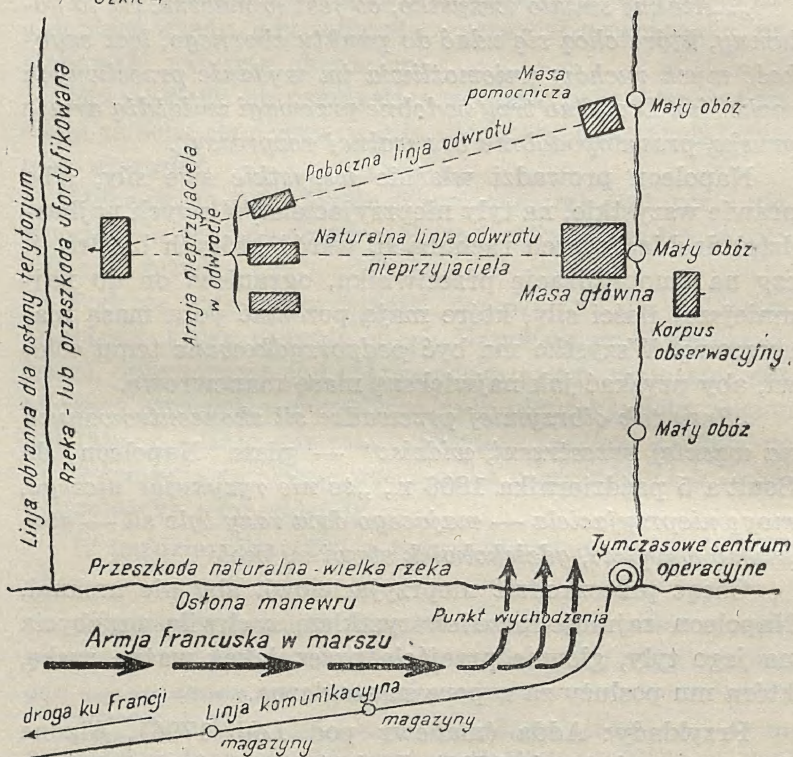 Masa
pomocnicza
Mały obóz
Poboczna linja odwrotu
Linja obronna dla osłony terytorjum
Rzeka - lub przeszkoda ufortyfikowana
Armja nieprzyjaciela
w odwrocie
Naturalna linja odwrotu
nieprzyjaciela
Mały obóz
Masa główna
Korpus
obserwacyjny
Mały obóz
Tymczasowe centrum
operacyjne
Przeszkoda naturalna - wielka rzeka
Osłona manewru
Punkt wychodzenia
Armja Francuska w marszu
Linja komunikacyjna
droga ku Francji
magazyny
magazyny